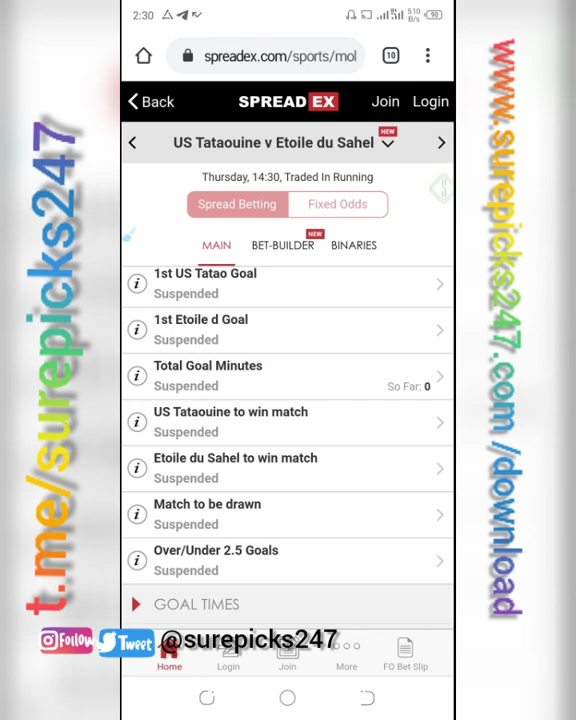 2:30
510
B/s
90
spreadex.com/sports/mol
10
Back
SPREADEX
Join
Login
US Tataouine v Etoile du Sahel
NEW
Thursday, 14:30, Traded In Running
Spread Betting
Fixed Odds
MAIN
BET-BUILDER
NEW
BINARIES
1st US Tatao Goal
Suspended
1st Etoile d Goal
Suspended
Total Goal Minutes
Suspended
So Far: 0
US Tataouine to win match
Suspended
Etoile du Sahel to win match
Suspended
Match to be drawn
Suspended
Over/Under 2.5 Goals
Suspended
GOAL TIMES
Follow
Tweet
@surepicks247
Home
Login
Join
More
FO Bet Slip
t.me/surepicks247
www.surepicks247.com/download